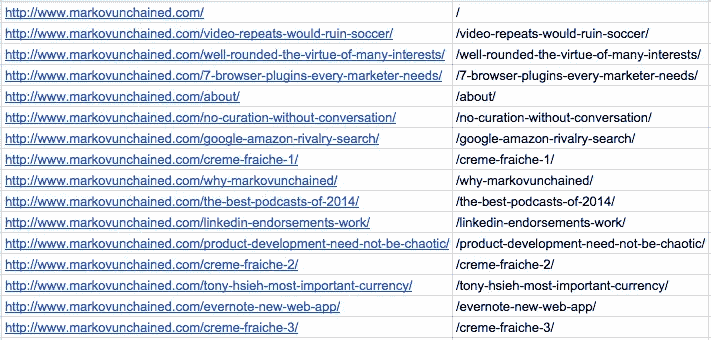 http://www.markovunchained.com/ /
http://www.markovunchained.com/video-repeats-would-ruin-soccer/ /video-repeats-would-ruin-soccer/
http://www.markovunchained.com/well-rounded-the-virtue-of-many-interests/ /well-rounded-the-virtue-of-many-interests/
http://www.markovunchained.com/7-browser-plugins-every-marketer-needs/ /7-browser-plugins-every-marketer-needs/
http://www.markovunchained.com/about/ /about/
http://www.markovunchained.com/no-curation-without-conversation/ /no-curation-without-conversation/
http://www.markovunchained.com/google-amazon-rivalry-search/ /google-amazon-rivalry-search/
http://www.markovunchained.com/creme-fraiche-1/ /creme-fraiche-1/
http://www.markovunchained.com/why-markovunchained/ /why-markovunchained/
http://www.markovunchained.com/the-best-podcasts-of-2014/ /the-best-podcasts-of-2014/
http://www.markovunchained.com/linkedin-endorsements-work/ /linkedin-endorsements-work/
http://www.markovunchained.com/product-development-need-not-be-chaotic/ /product-development-need-not-be-chaotic/
http://www.markovunchained.com/creme-fraiche-2/ /creme-fraiche-2/
http://www.markovunchained.com/tony-hsieh-most-important-currency/ /tony-hsieh-most-important-currency/
http://www.markovunchained.com/evernote-new-web-app/ /evernote-new-web-app/
http://www.markovunchained.com/creme-fraiche-3/ /creme-fraiche-3/